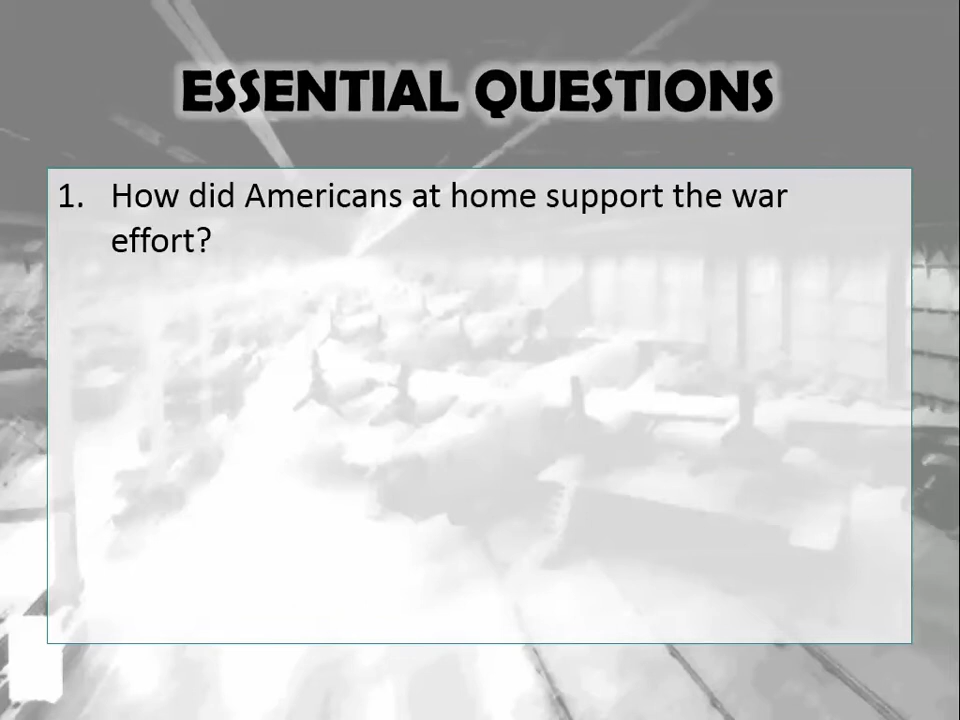 ESSENTIAL QUESTIONS
1. How did Americans at home support the war
effort?